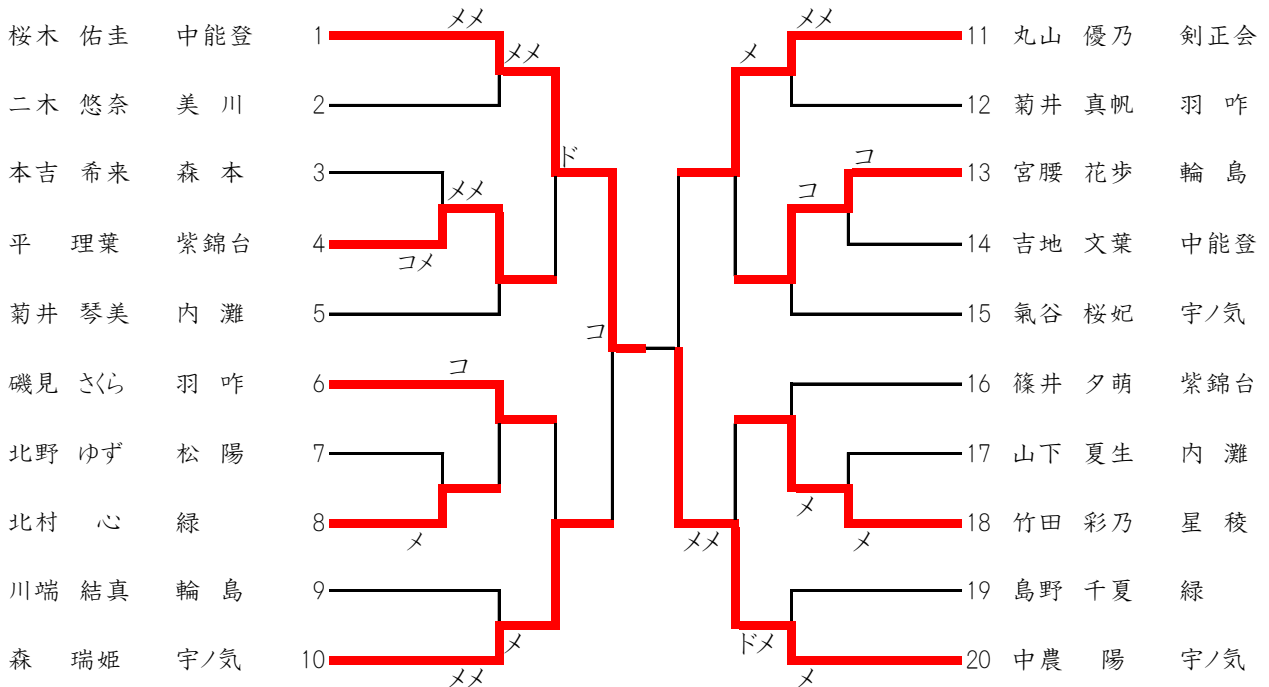 メメ
メメ
桜木 佑圭 中能登 1
11 丸山 優乃 剣正会
メメ
メ
二木 悠奈 美 川 2
12 菊井 真帆 羽 咋
ド
コ
本吉 希来 森 本 3
13 宮腰 花歩 輪 島
メメ
コ
平 理葉 紫錦台 4
14 吉地 文葉 中能登
コメ
菊井 琴美 内 灘 5
15 氣谷 桜妃 宇ノ気
コ
コ
磯見 さくら 羽 咋 6
16 篠井 夕萌 紫錦台
北野 ゆず 松 陽 7
17 山下 夏生 内 灘
メ
北村 心 緑 8
18 竹田 彩乃 星 稜
メ
メメ
メ
川端 結真 輪 島 9
19 島野 千夏 緑
メ
ドメ
森 瑞姫 宇ノ気 10
20 中農 陽 宇ノ気
メメ
メ